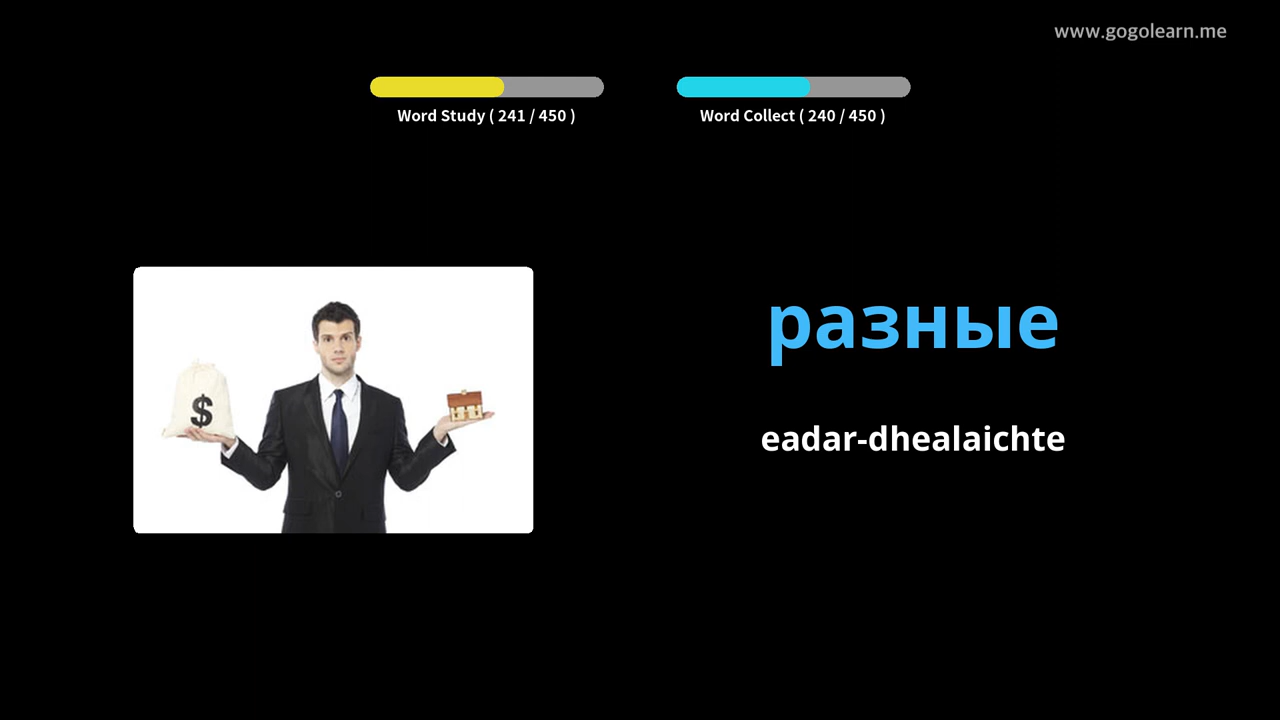 www.gogolearn.me
Word Study ( 241 / 450 )
Word Collect ( 240 / 450 )
$
разные
eadar-dhealaichte